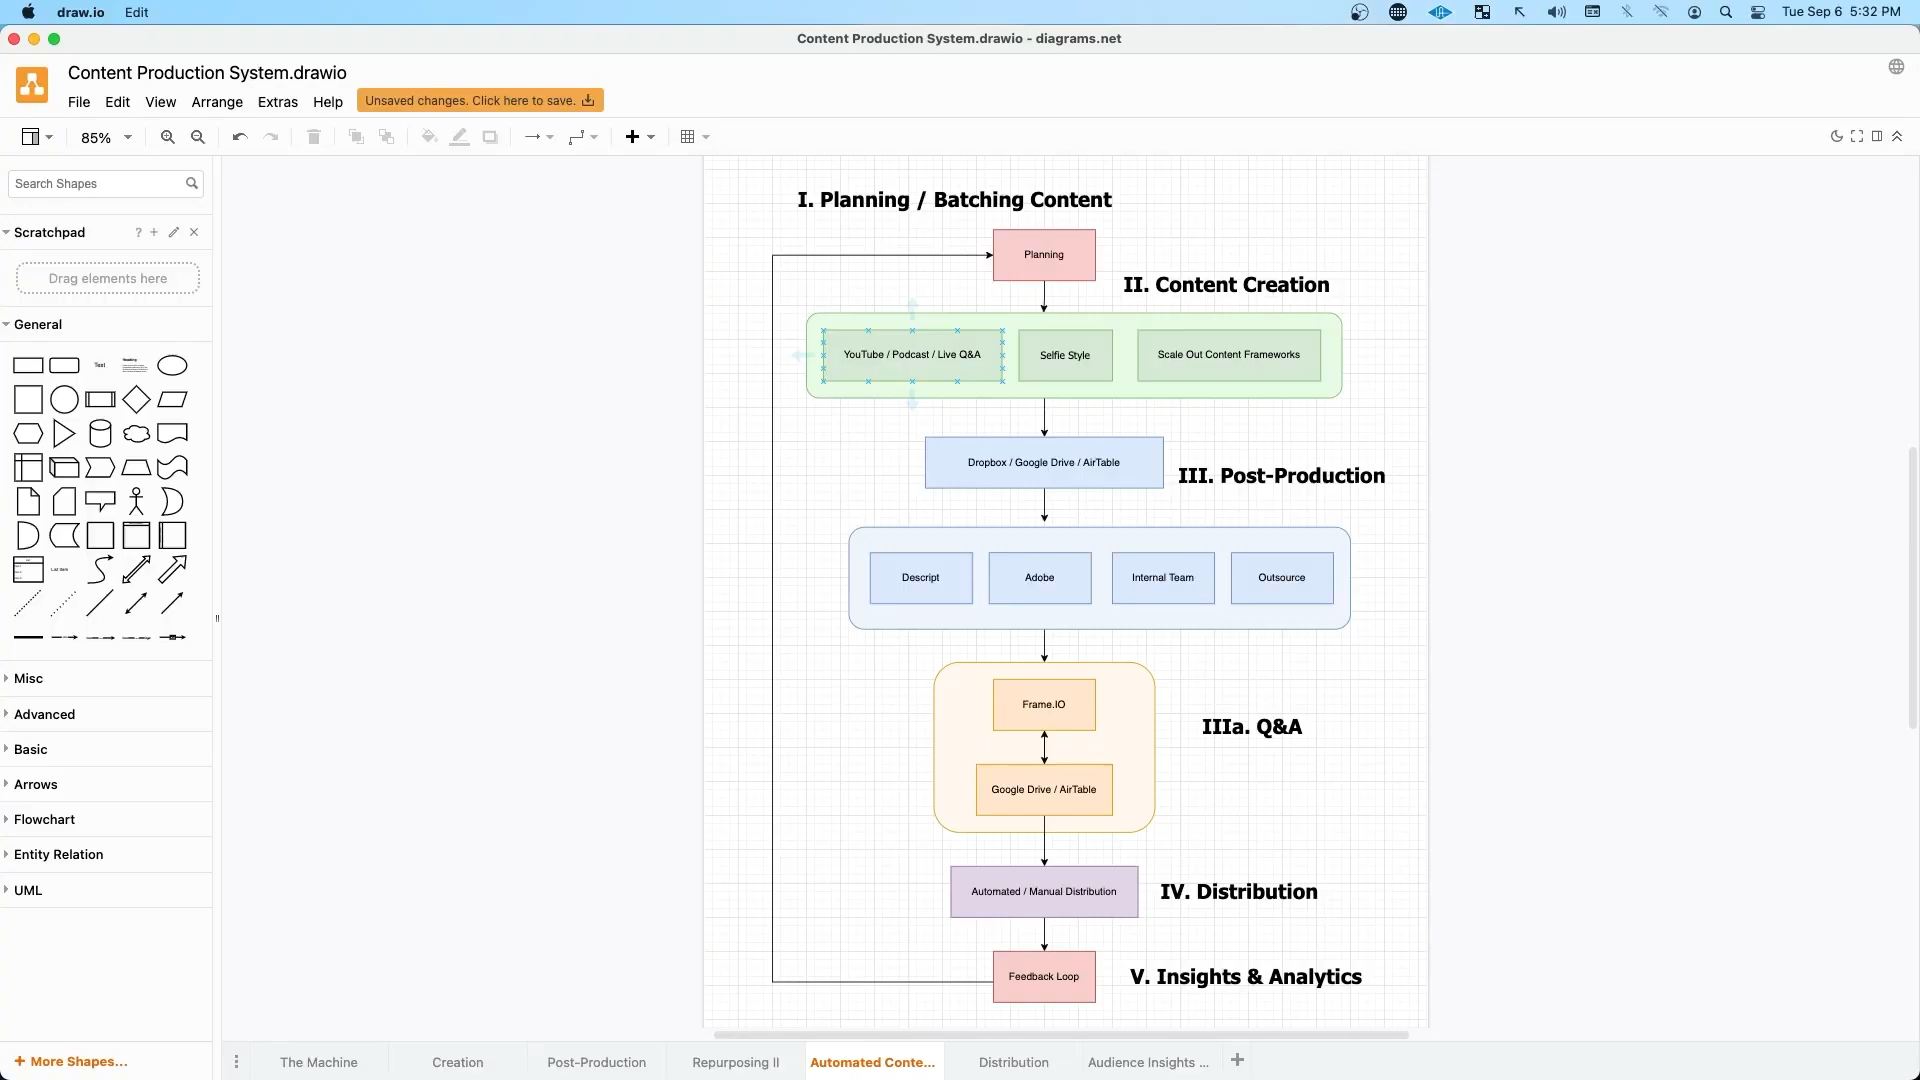 draw.io Edit Tue Sep 6 5:32 PM
Content Production System.drawio - diagrams.net
Content Production System.drawio
File Edit View Arrange Extras Help Unsaved changes. Click here to save.
85%
Search Shapes
Scratchpad ? + ✕
Drag elements here
General
Text Heading
List Item
Misc
Advanced
Basic
Arrows
Flowchart
Entity Relation
UML
+ More Shapes...
I. Planning / Batching Content
Planning
II. Content Creation
YouTube / Podcast / Live Q&A
Selfie Style
Scale Out Content Frameworks
Dropbox / Google Drive / AirTable
III. Post-Production
Descript
Adobe
Internal Team
Outsource
Frame.IO
IIIa. Q&A
Google Drive / AirTable
Automated / Manual Distribution
IV. Distribution
Feedback Loop
V. Insights & Analytics
The Machine Creation Post-Production Repurposing II Automated Conte... Distribution Audience Insights ...